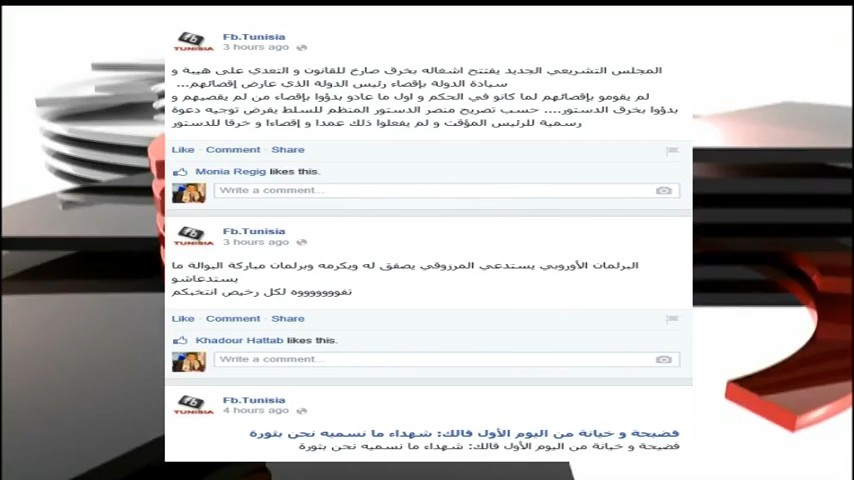 Fb.Tunisia
3 hours ago
المجلس التشريعي الجديد يفتتح اشغاله بخرق صارخ للقانون و التعدي على هيبة و
سيادة الدولة بإقصاء رئيس الدولة الذي عارض إقصائهم...
لم يقومو بإقصائهم لما كانو في الحكم و اول ما عادو بدؤوا بإقصاء من لم يقصيهم و
بدؤوا بخرق الدستور.... حسب تصريح منصر الدستور المنظم للسلط يفرض توجيه دعوة
رسمية للرئيس المؤقت و لم يفعلوا ذلك عمدا و إقصاءا و خرقا للدستور
Like · Comment · Share
Monia Regig likes this.
Write a comment...
Fb.Tunisia
3 hours ago
البرلمان الأوروبي يستدعي المرزوقي يصفق له ويكرمه وبرلمان مباركة البوالة ما
يستدعاشو
تفوووووووه لكل رخيص انتخبكم
Like · Comment · Share
Khadour Hattab likes this.
Write a comment...
Fb.Tunisia
4 hours ago
فضيحة و خيانة من اليوم الأول قالك: شهداء ما نسميه نحن بثورة
فضيحة و خيانة من اليوم الأول قالك: شهداء ما نسميه نحن بثورة